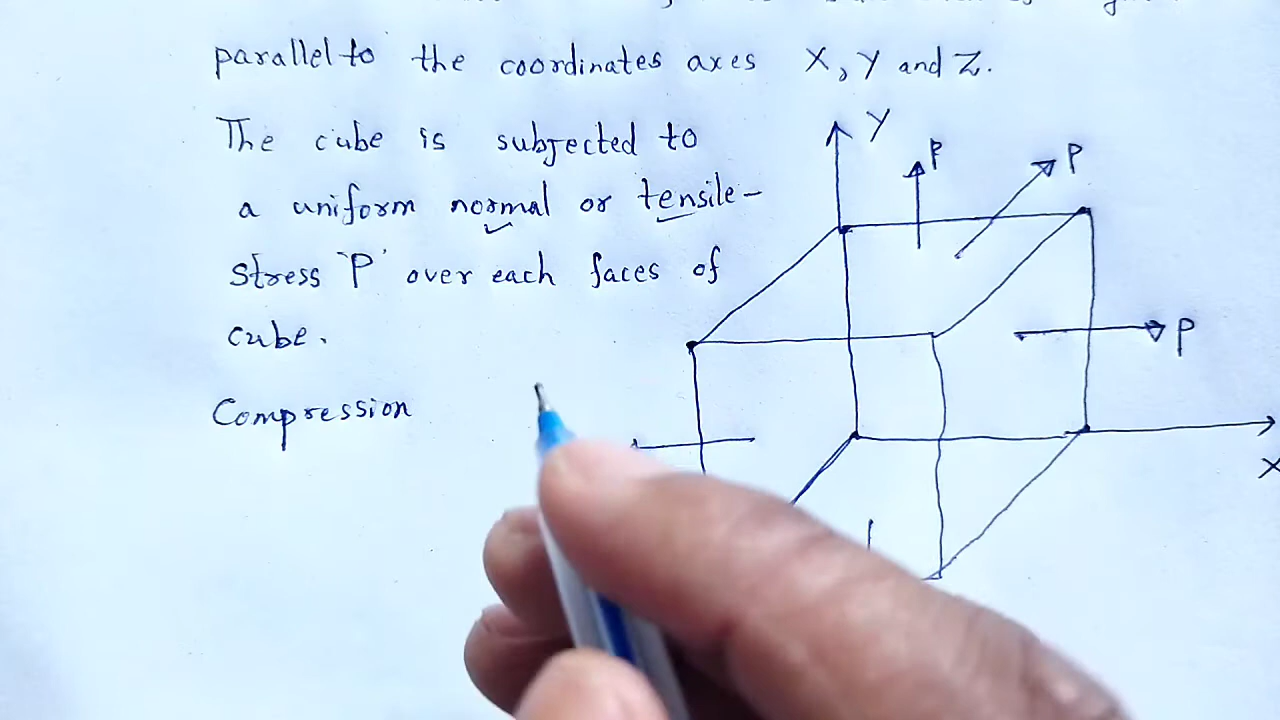 parallel to the coordinates axes X, Y and Z.
The cube is subjected to
a uniform normal or tensile-
stress 'P' over each faces of
cube.
Compression
Y
P
P
P
X